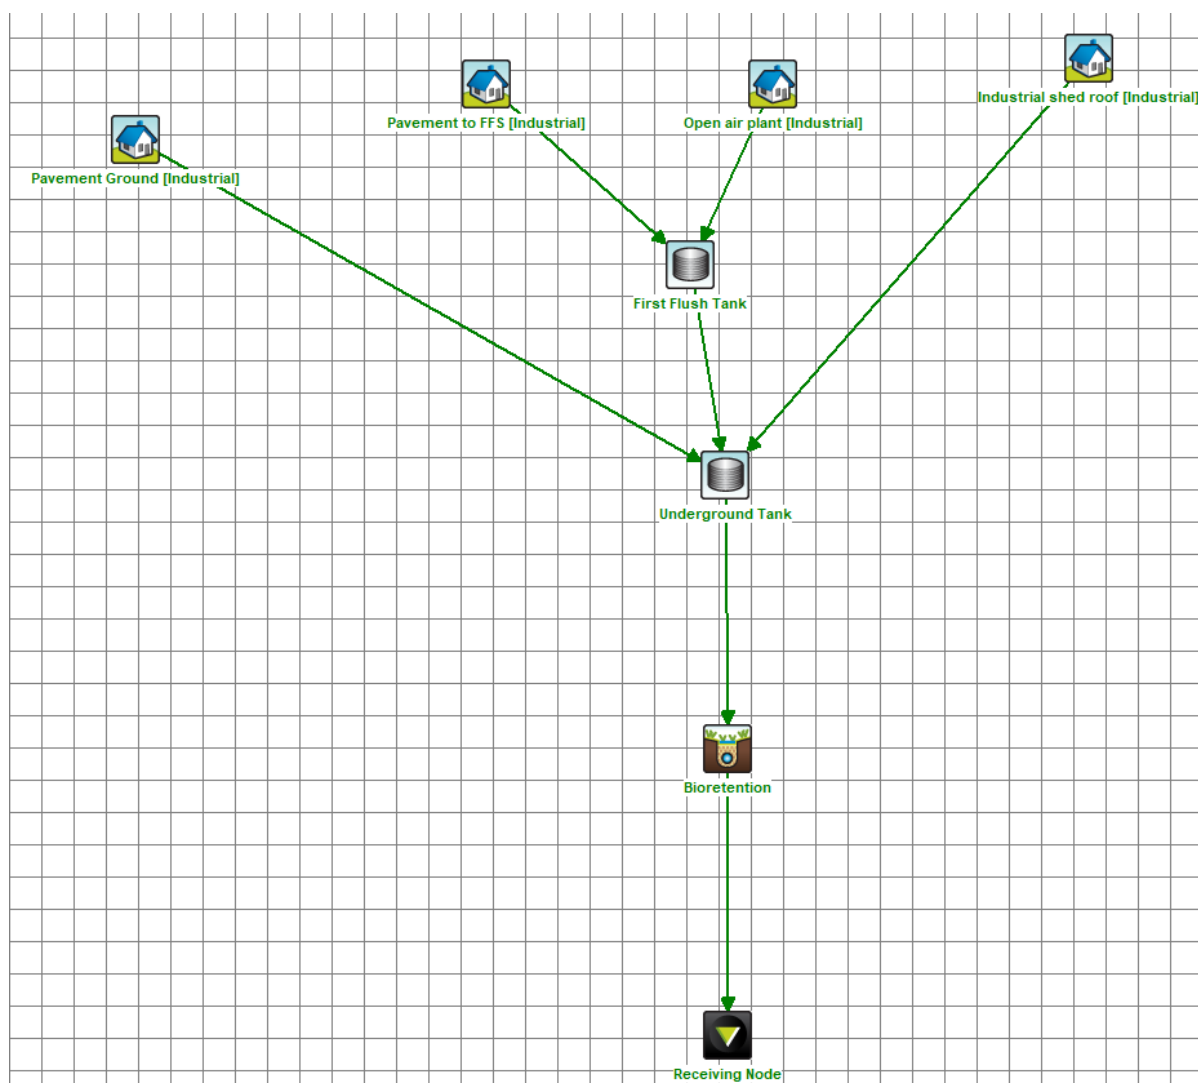 Industrial shed roof [Industrial]
Pavement to FFS [Industrial]
Open air plant [Industrial]
Pavement Ground [Industrial]
First Flush Tank
Underground Tank
Bioretention
Receiving Node